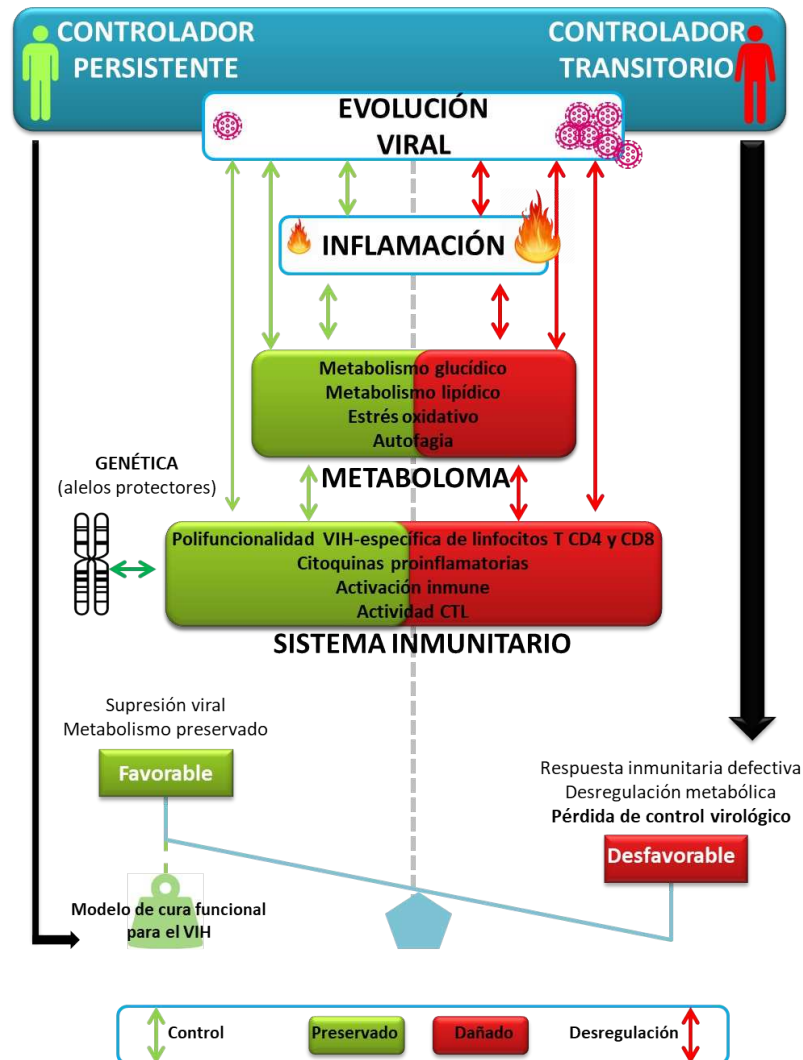 CONTROLADOR
PERSISTENTE
CONTROLADOR
TRANSITORIO
EVOLUCIÓN
VIRAL
INFLAMACIÓN
Metabolismo glucídico
Metabolismo lipídico
Estrés oxidativo
Autofagia
METABOLOMA
GENÉTICA
(alelos protectores)
Polifuncionalidad VIH-específica de linfocitos T CD4 y CD8
Citoquinas proinflamatorias
Activación inmune
Actividad CTL
SISTEMA INMUNITARIO
Supresión viral
Metabolismo preservado
Favorable
Respuesta inmunitaria defectiva
Desregulación metabólica
Pérdida de control virológico
Desfavorable
Modelo de cura funcional
para el VIH
Control
Preservado
Dañado
Desregulación